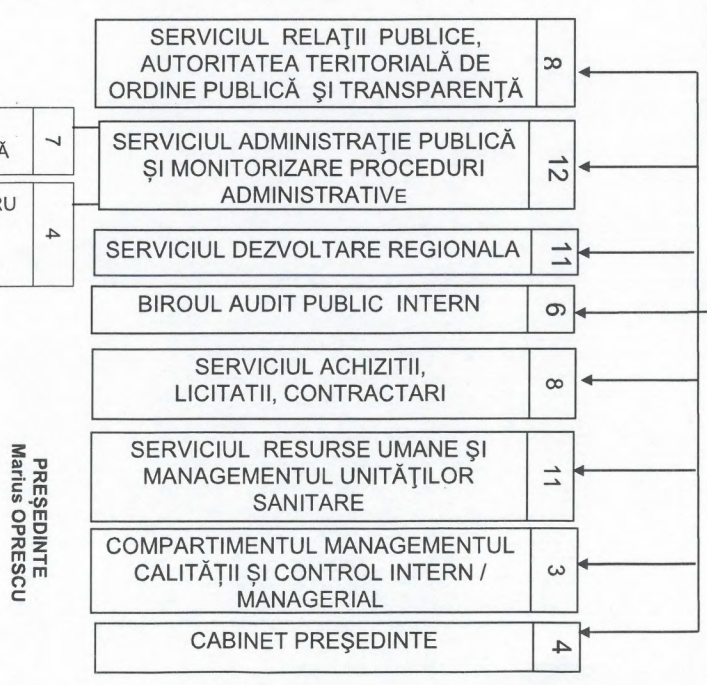 SERVICIUL RELAŢII PUBLICE,
AUTORITATEA TERITORIALĂ DE
ORDINE PUBLICĂ ŞI TRANSPARENŢĂ
8
Ă
7
SERVICIUL ADMINISTRAŢIE PUBLICĂ
ȘI MONITORIZARE PROCEDURI
ADMINISTRATIVE
12
RU
4
SERVICIUL DEZVOLTARE REGIONALA
11
BIROUL AUDIT PUBLIC INTERN
6
SERVICIUL ACHIZITII,
LICITATII, CONTRACTARI
8
SERVICIUL RESURSE UMANE ŞI
MANAGEMENTUL UNITĂŢILOR
SANITARE
11
COMPARTIMENTUL MANAGEMENTUL
CALITĂȚII ȘI CONTROL INTERN /
MANAGERIAL
3
CABINET PREŞEDINTE
4
PREŞEDINTE
Marius OPRESCU